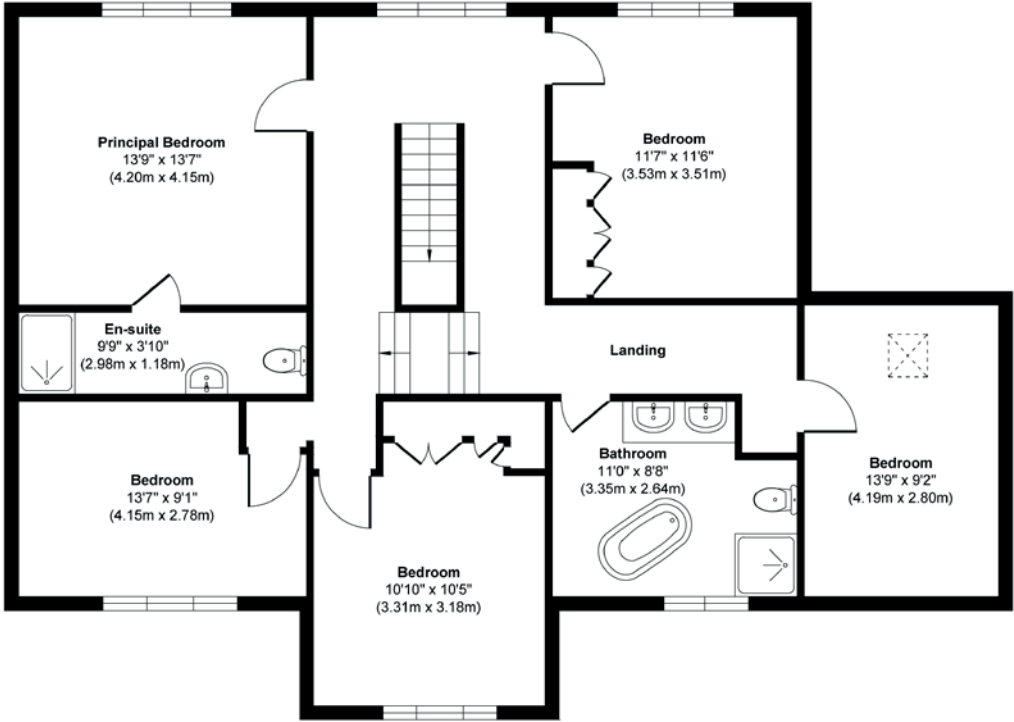 Principal Bedroom
13'9" x 13'7"
(4.20m x 4.15m)
Bedroom
11'7" x 11'6"
(3.53m x 3.51m)
En-suite
9'9" x 3'10"
(2.98m x 1.18m)
Landing
Bedroom
13'7" x 9'1"
(4.15m x 2.78m)
Bathroom
11'0" x 8'8"
(3.35m x 2.64m)
Bedroom
13'9" x 9'2"
(4.19m x 2.80m)
Bedroom
10'10" x 10'5"
(3.31m x 3.18m)